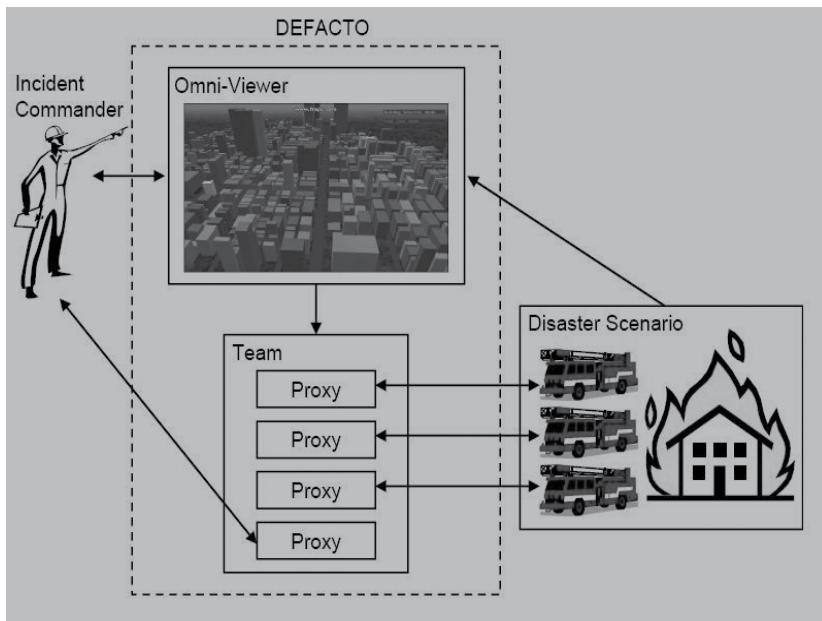 DEFACTO
Incident
Commander
Omni-Viewer
Team
Proxy
Proxy
Proxy
Proxy
Disaster Scenario